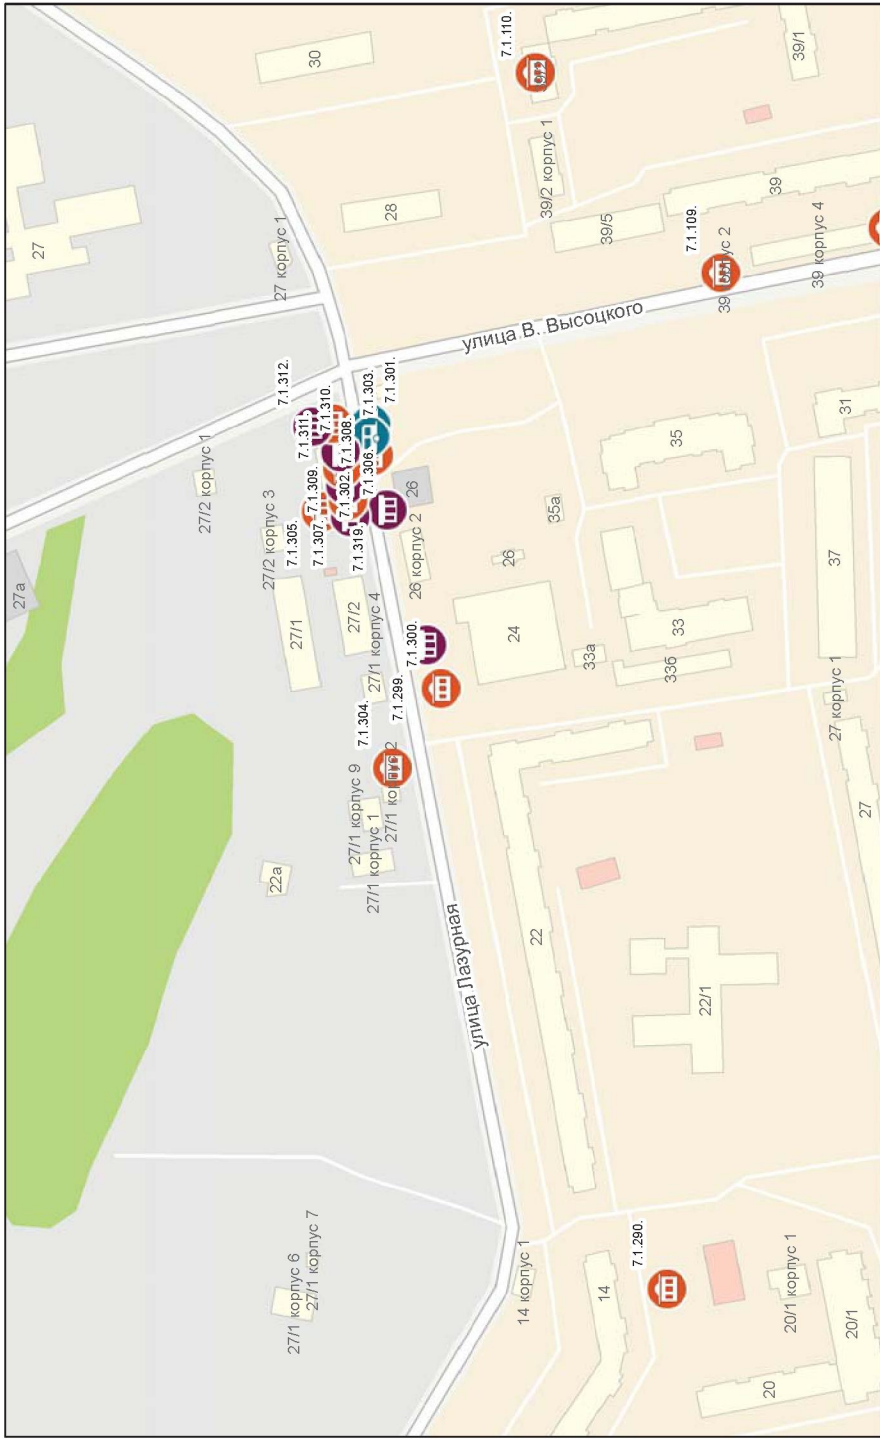 30
7.1.110.
39/1
39/2 корпус 1
27
28
27 корпус 1
39/5
39
7.1.109.
39 корпус 2
39 корпус 4
улица В. Высоцкого
7.1.312.
7.1.310.
7.1.303.
7.1.301.
7.1.311.
7.1.308.
7.1.309.
7.1.302.
7.1.306.
7.1.305.
7.1.307.
7.1.319.
27/2 корпус 1
27/2 корпус 3
27а
26
26 корпус 2
35
31
35а
26
37
27/1
27/2
27/1 корпус 4
7.1.300.
24
33
33а
33б
7.1.299.
7.1.304.
27 корпус 1
27/1 корпус 9
27/1 корпус 2
27/1 корпус 1
22а
27
22
улица Лазурная
22/1
27/1 корпус 6
27/1 корпус 7
14 корпус 1
7.1.290.
14
20/1 корпус 1
20/1
20